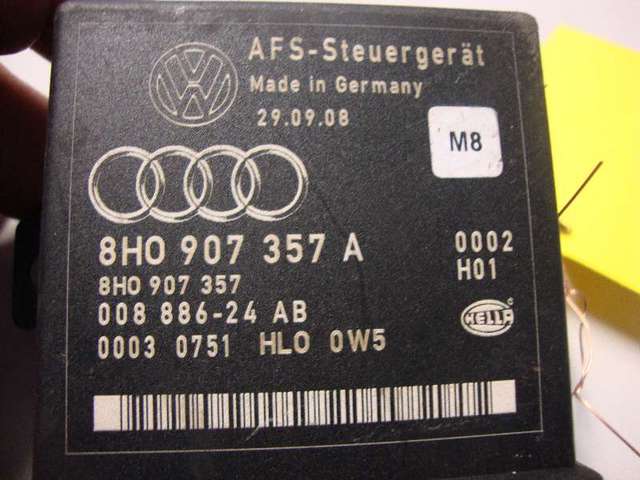 AFS-Steuergerät
Made in Germany
29.09.08
M8
8H0 907 357 A 0002
8H0 907 357 H01
008 886-24 AB
HELLA
0003 0751 HLO 0W5